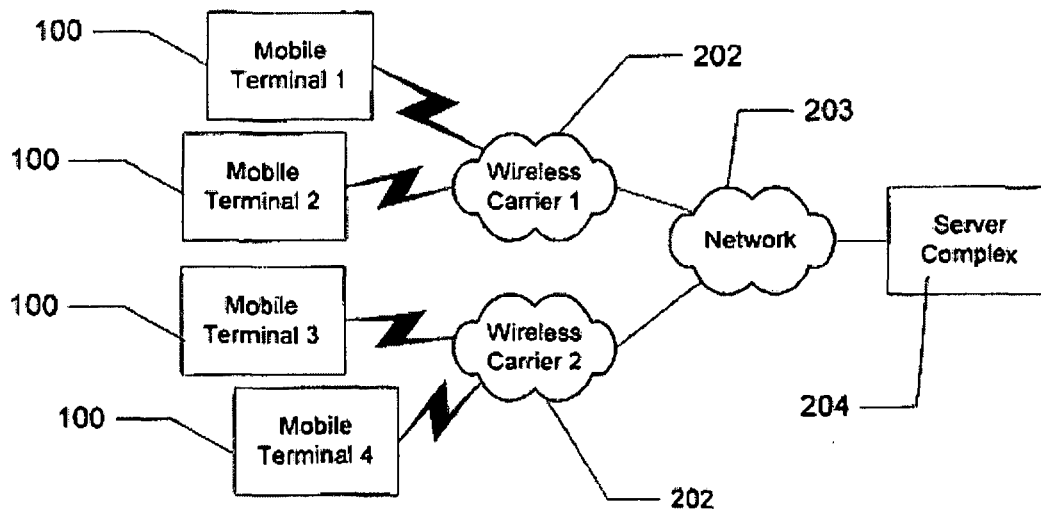 100
Mobile
Terminal 1
202
203
100
Mobile
Terminal 2
Wireless
Carrier 1
Network
Server
Complex
100
Mobile
Terminal 3
Wireless
Carrier 2
204
100
Mobile
Terminal 4
202